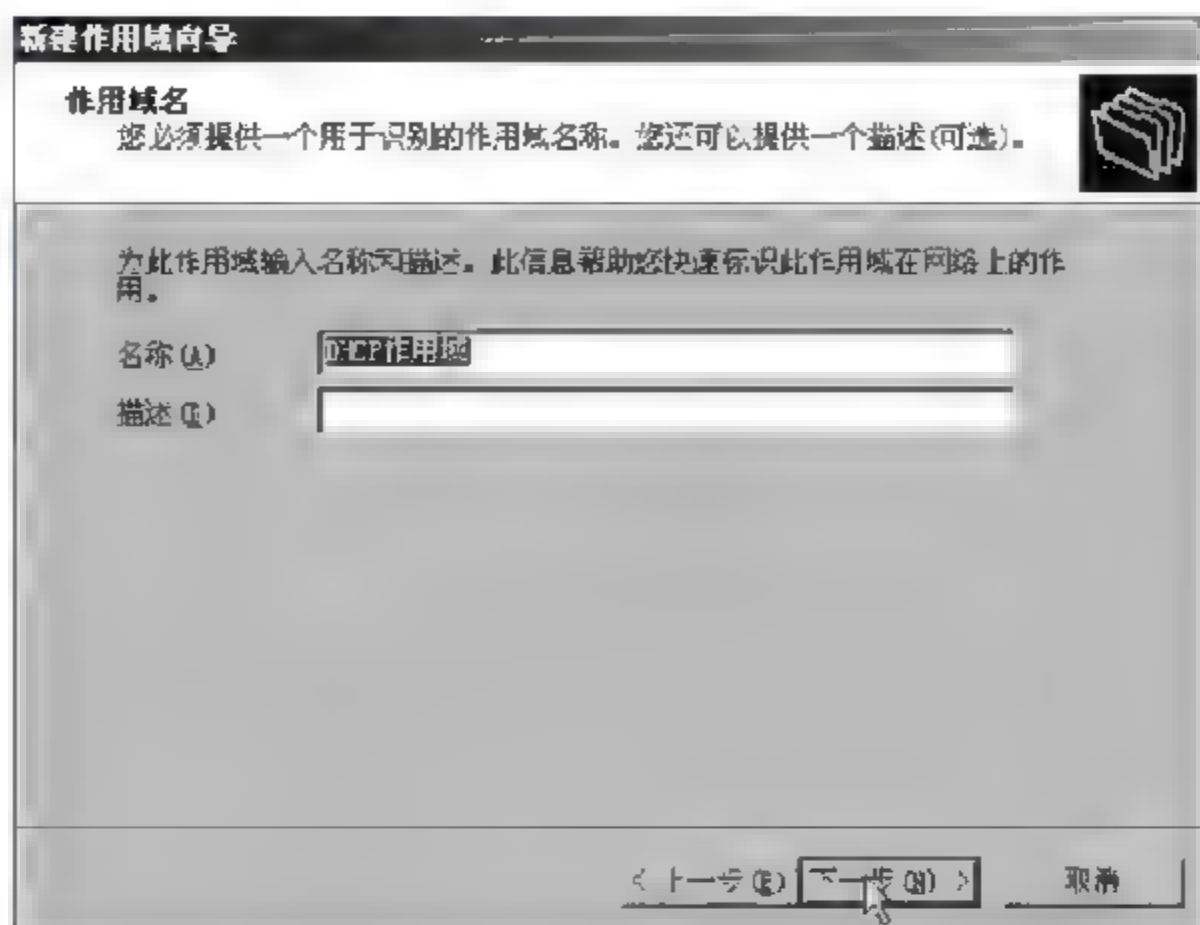 新建作用域向导
作用域名
您必须提供一个用于识别的作用域名称。您还可以提供一个描述(可选)。
为此作用域输入名称和描述。此信息帮助您快速标识此作用域在网络上的作
用。
名称(A)
DHCP作用域
描述(D)
< 上一步(B)
下一步(N) >
取消